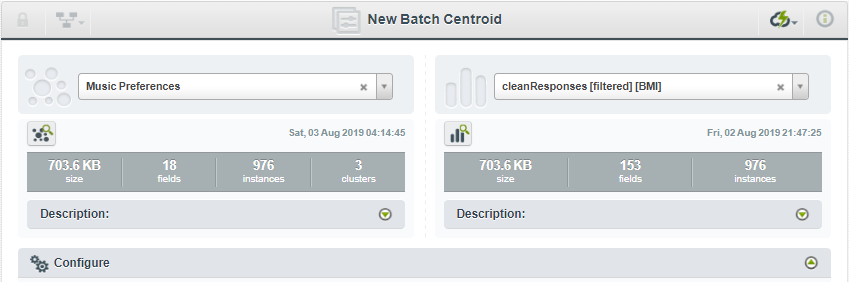 New Batch Centroid
Music Preferences
cleanResponses [filtered] [BMI]
Sat, 03 Aug 2019 04:14:45
Fri, 02 Aug 2019 21:47:25
703.6 KB 18 976 3
size fields instances clusters
703.6 KB 153 976
size fields instances
Description:
Description:
Configure